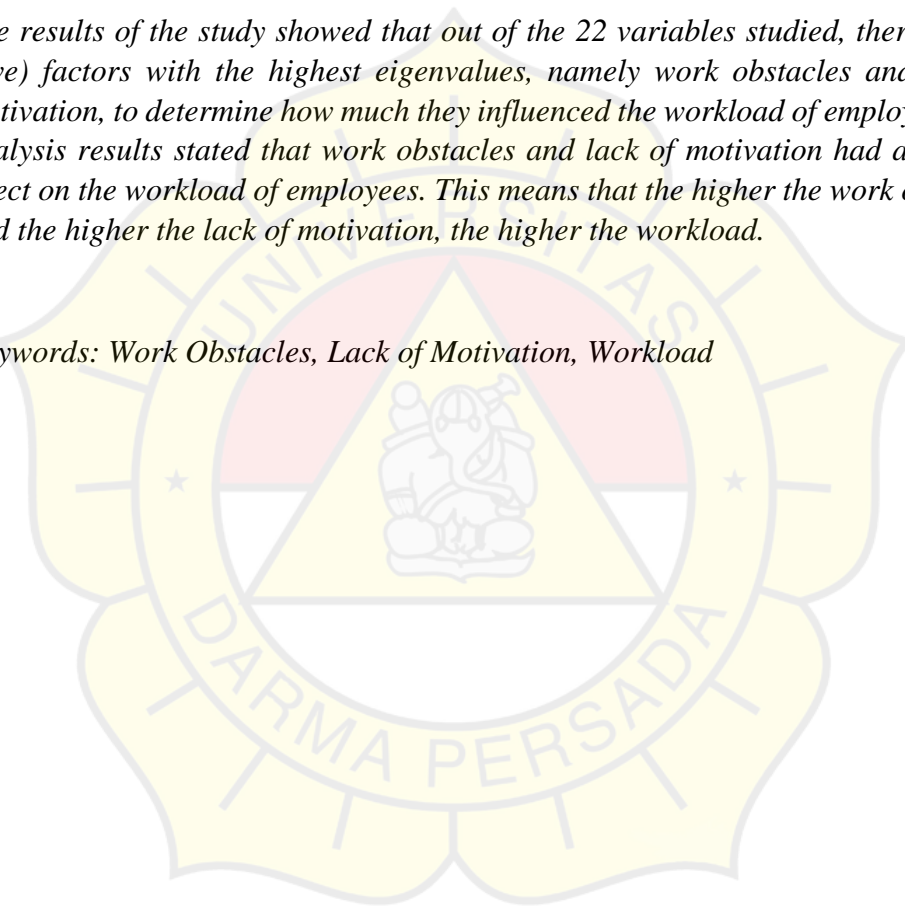 e results of the study showed that out of the 22 variables studied, ther
ve) factors with the highest eigenvalues, namely work obstacles and
tivation, to determine how much they influenced the workload of employ
alysis results stated that work obstacles and lack of motivation had a
ect on the workload of employees. This means that the higher the work
d the higher the lack of motivation, the higher the workload.
ywords: Work Obstacles, Lack of Motivation, Workload
UNIVERSITAS
DARMA PERSADA